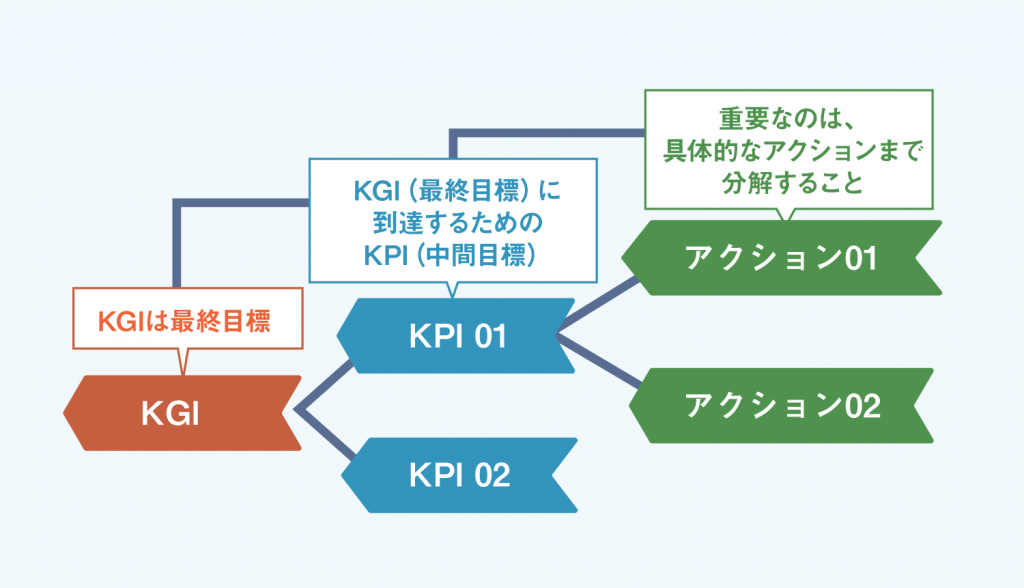 KGIは最終目標
KGI
KGI（最終目標）に
到達するための
KPI（中間目標）
KPI 01
KPI 02
重要なのは、
具体的なアクションまで
分解すること
アクション01
アクション02